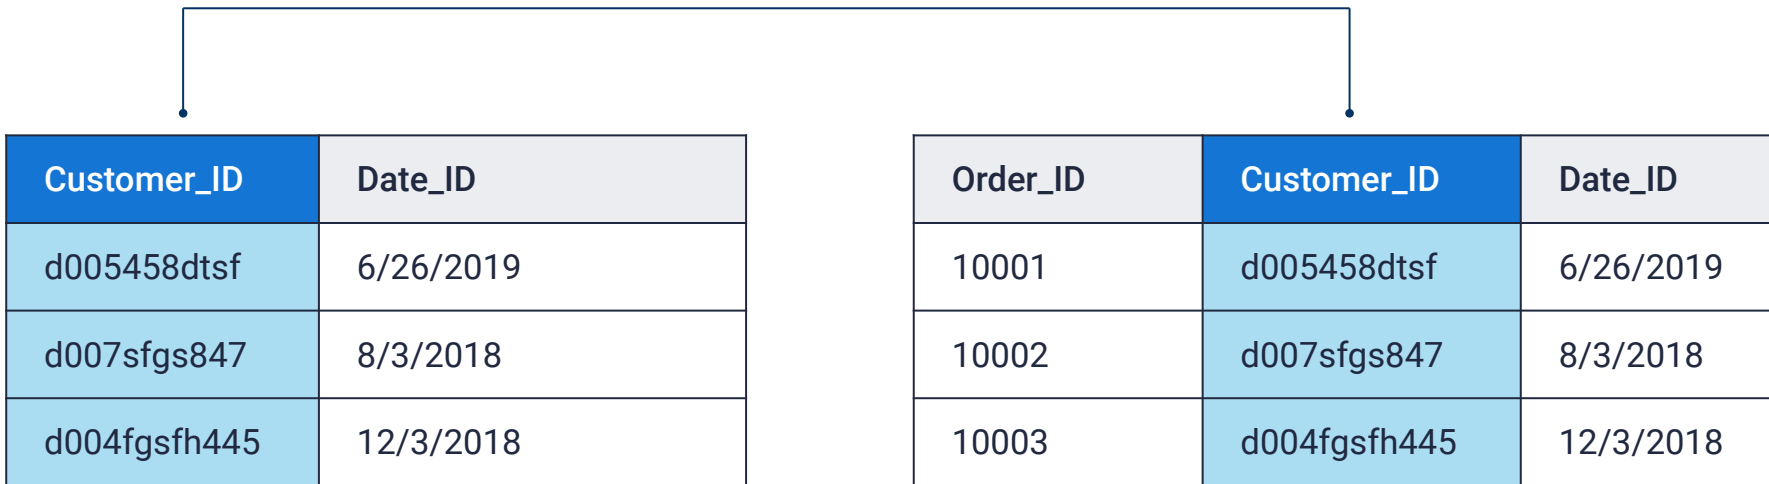 Customer_ID Date_ID
d005458dtsf 6/26/2019
d007sfgs847 8/3/2018
d004fgsfh445 12/3/2018
Order_ID Customer_ID Date_ID
10001 d005458dtsf 6/26/2019
10002 d007sfgs847 8/3/2018
10003 d004fgsfh445 12/3/2018